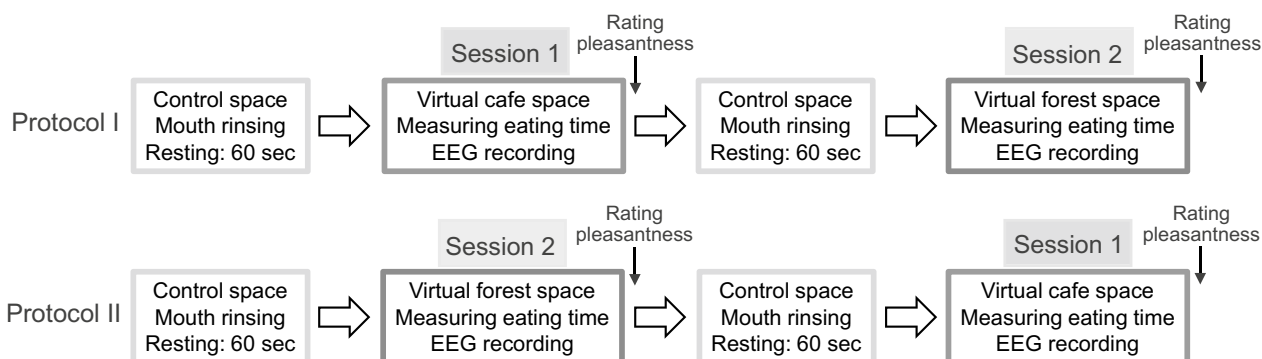 Rating
pleasantness
Rating
pleasantness
Session 1
Session 2
Protocol I
Control space
Mouth rinsing
Resting: 60 sec
Virtual cafe space
Measuring eating time
EEG recording
Control space
Mouth rinsing
Resting: 60 sec
Virtual forest space
Measuring eating time
EEG recording
Rating
pleasantness
Rating
pleasantness
Session 2
Session 1
Protocol II
Control space
Mouth rinsing
Resting: 60 sec
Virtual forest space
Measuring eating time
EEG recording
Control space
Mouth rinsing
Resting: 60 sec
Virtual cafe space
Measuring eating time
EEG recording